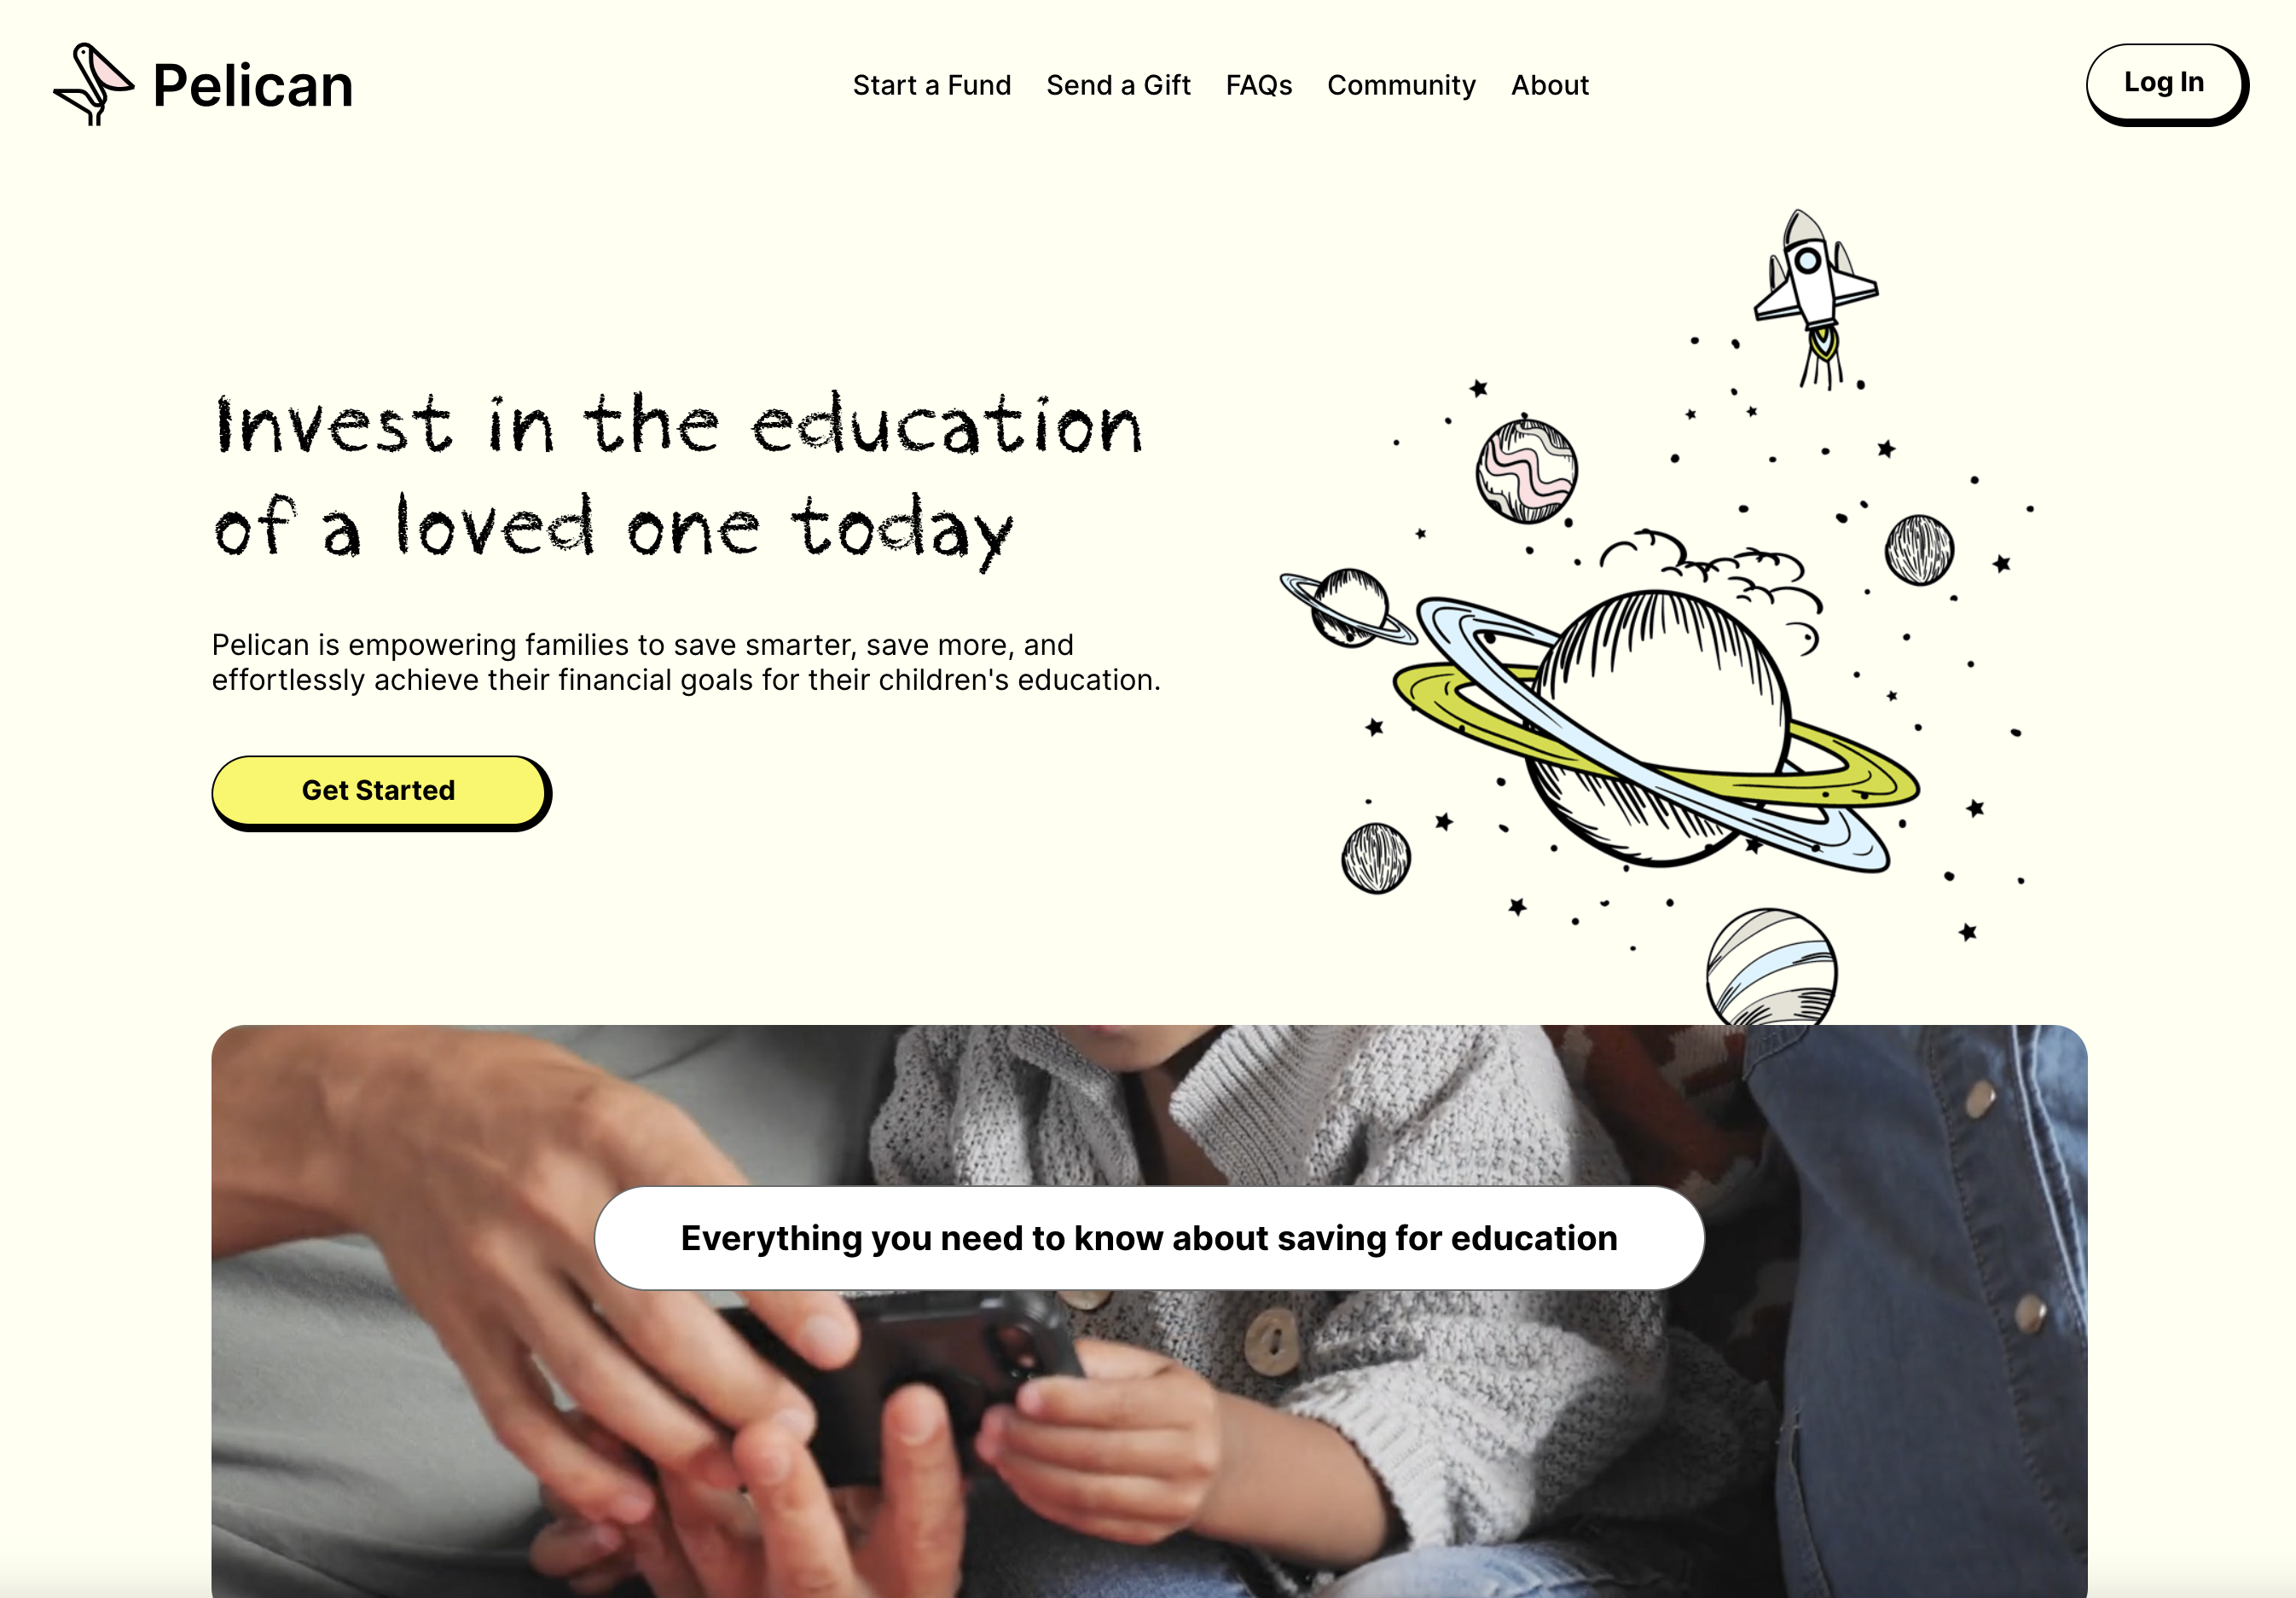 Pelican
Start a Fund
Send a Gift
FAQs
Community
About
Log In
Invest in the education
of a loved one today
Pelican is empowering families to save smarter, save more, and
effortlessly achieve their financial goals for their children's education.
Get Started
Everything you need to know about saving for education